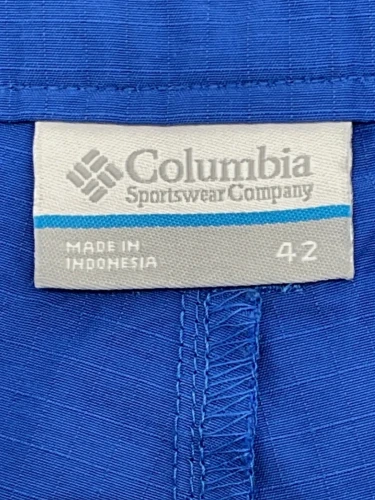 Columbia
Sportswear Company
MADE IN
INDONESIA
42